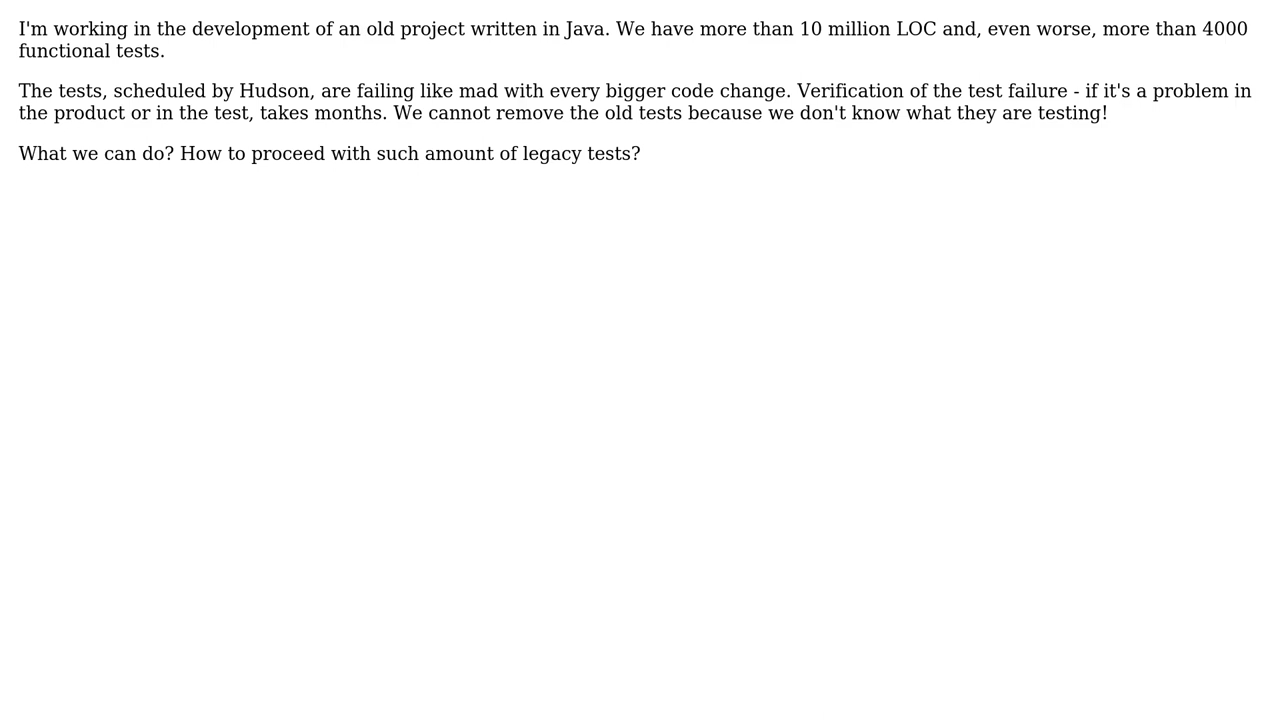 I'm working in the development of an old project written in Java. We have more than 10 million LOC and, even worse, more than 4000
functional tests.
The tests, scheduled by Hudson, are failing like mad with every bigger code change. Verification of the test failure - if it's a problem in
the product or in the test, takes months. We cannot remove the old tests because we don't know what they are testing!
What we can do? How to proceed with such amount of legacy tests?